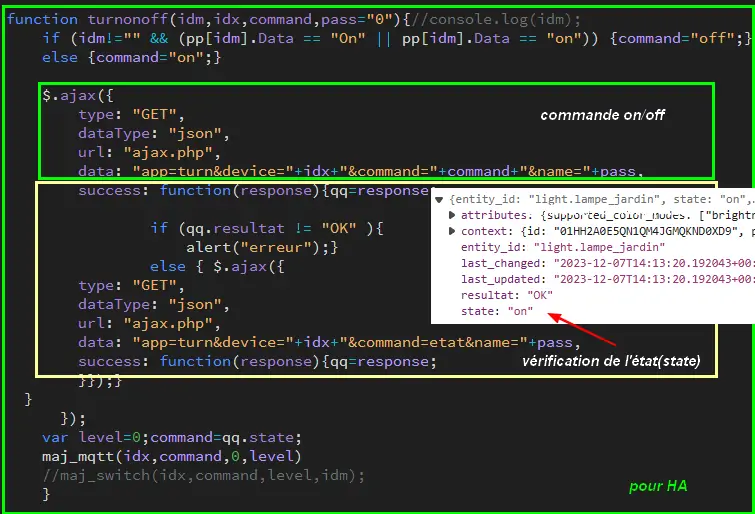 function turnonoff(idm,idx,command,pass="0"){//console.log(idm);
if (idm!="" && (pp[idm].Data == "On" || pp[idm].Data == "on")) {command="off";}
else {command="on";}
$.ajax({
commande on/off
type: "GET",
dataType: "json",
url: "ajax.php",
data: "app=turn&device="+idx+"&command="+command+"&name="+pass,
success: function(response){qq=response
{entity_id: "light.lampe_jardin", state: "on",…
attributes: {supported_color_modes: ["brightn
if (qq.resultat != "OK" ){
context: {id: "01HH2A0E5QN1QM4JGMQKND0XD9", p
alert("erreur");}
entity_id: "light.lampe_jardin"
else { $.ajax({
last_changed: "2023-12-07T14:13:20.192043+00:
type: "GET",
last_updated: "2023-12-07T14:13:20.192043+00:
dataType: "json",
resultat: "OK"
url: "ajax.php",
state: "on"
data: "app=turn&device="+idx+"&command=etat&name="+pass,
success: function(response){qq=response;
vérification de l'état(state)
}});}
}
});
var level=0;command=qq.state;
maj_mqtt(idx,command,0,level)
//maj_switch(idx,command,level,idm);
pour HA
}